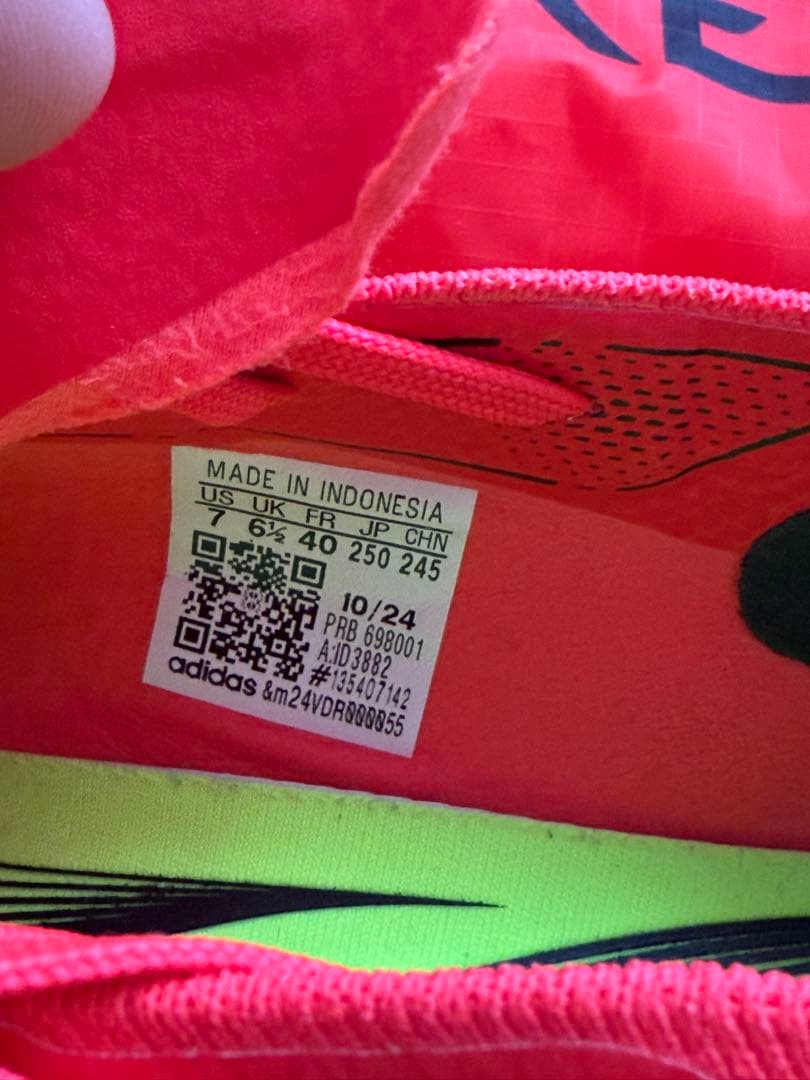 MADE IN INDONESIA
US UK FR JP CHN
7 6½ 40 250 245
10/24
PRB 698001
A:ID3882
#135407142
adidas &m24VDR000055